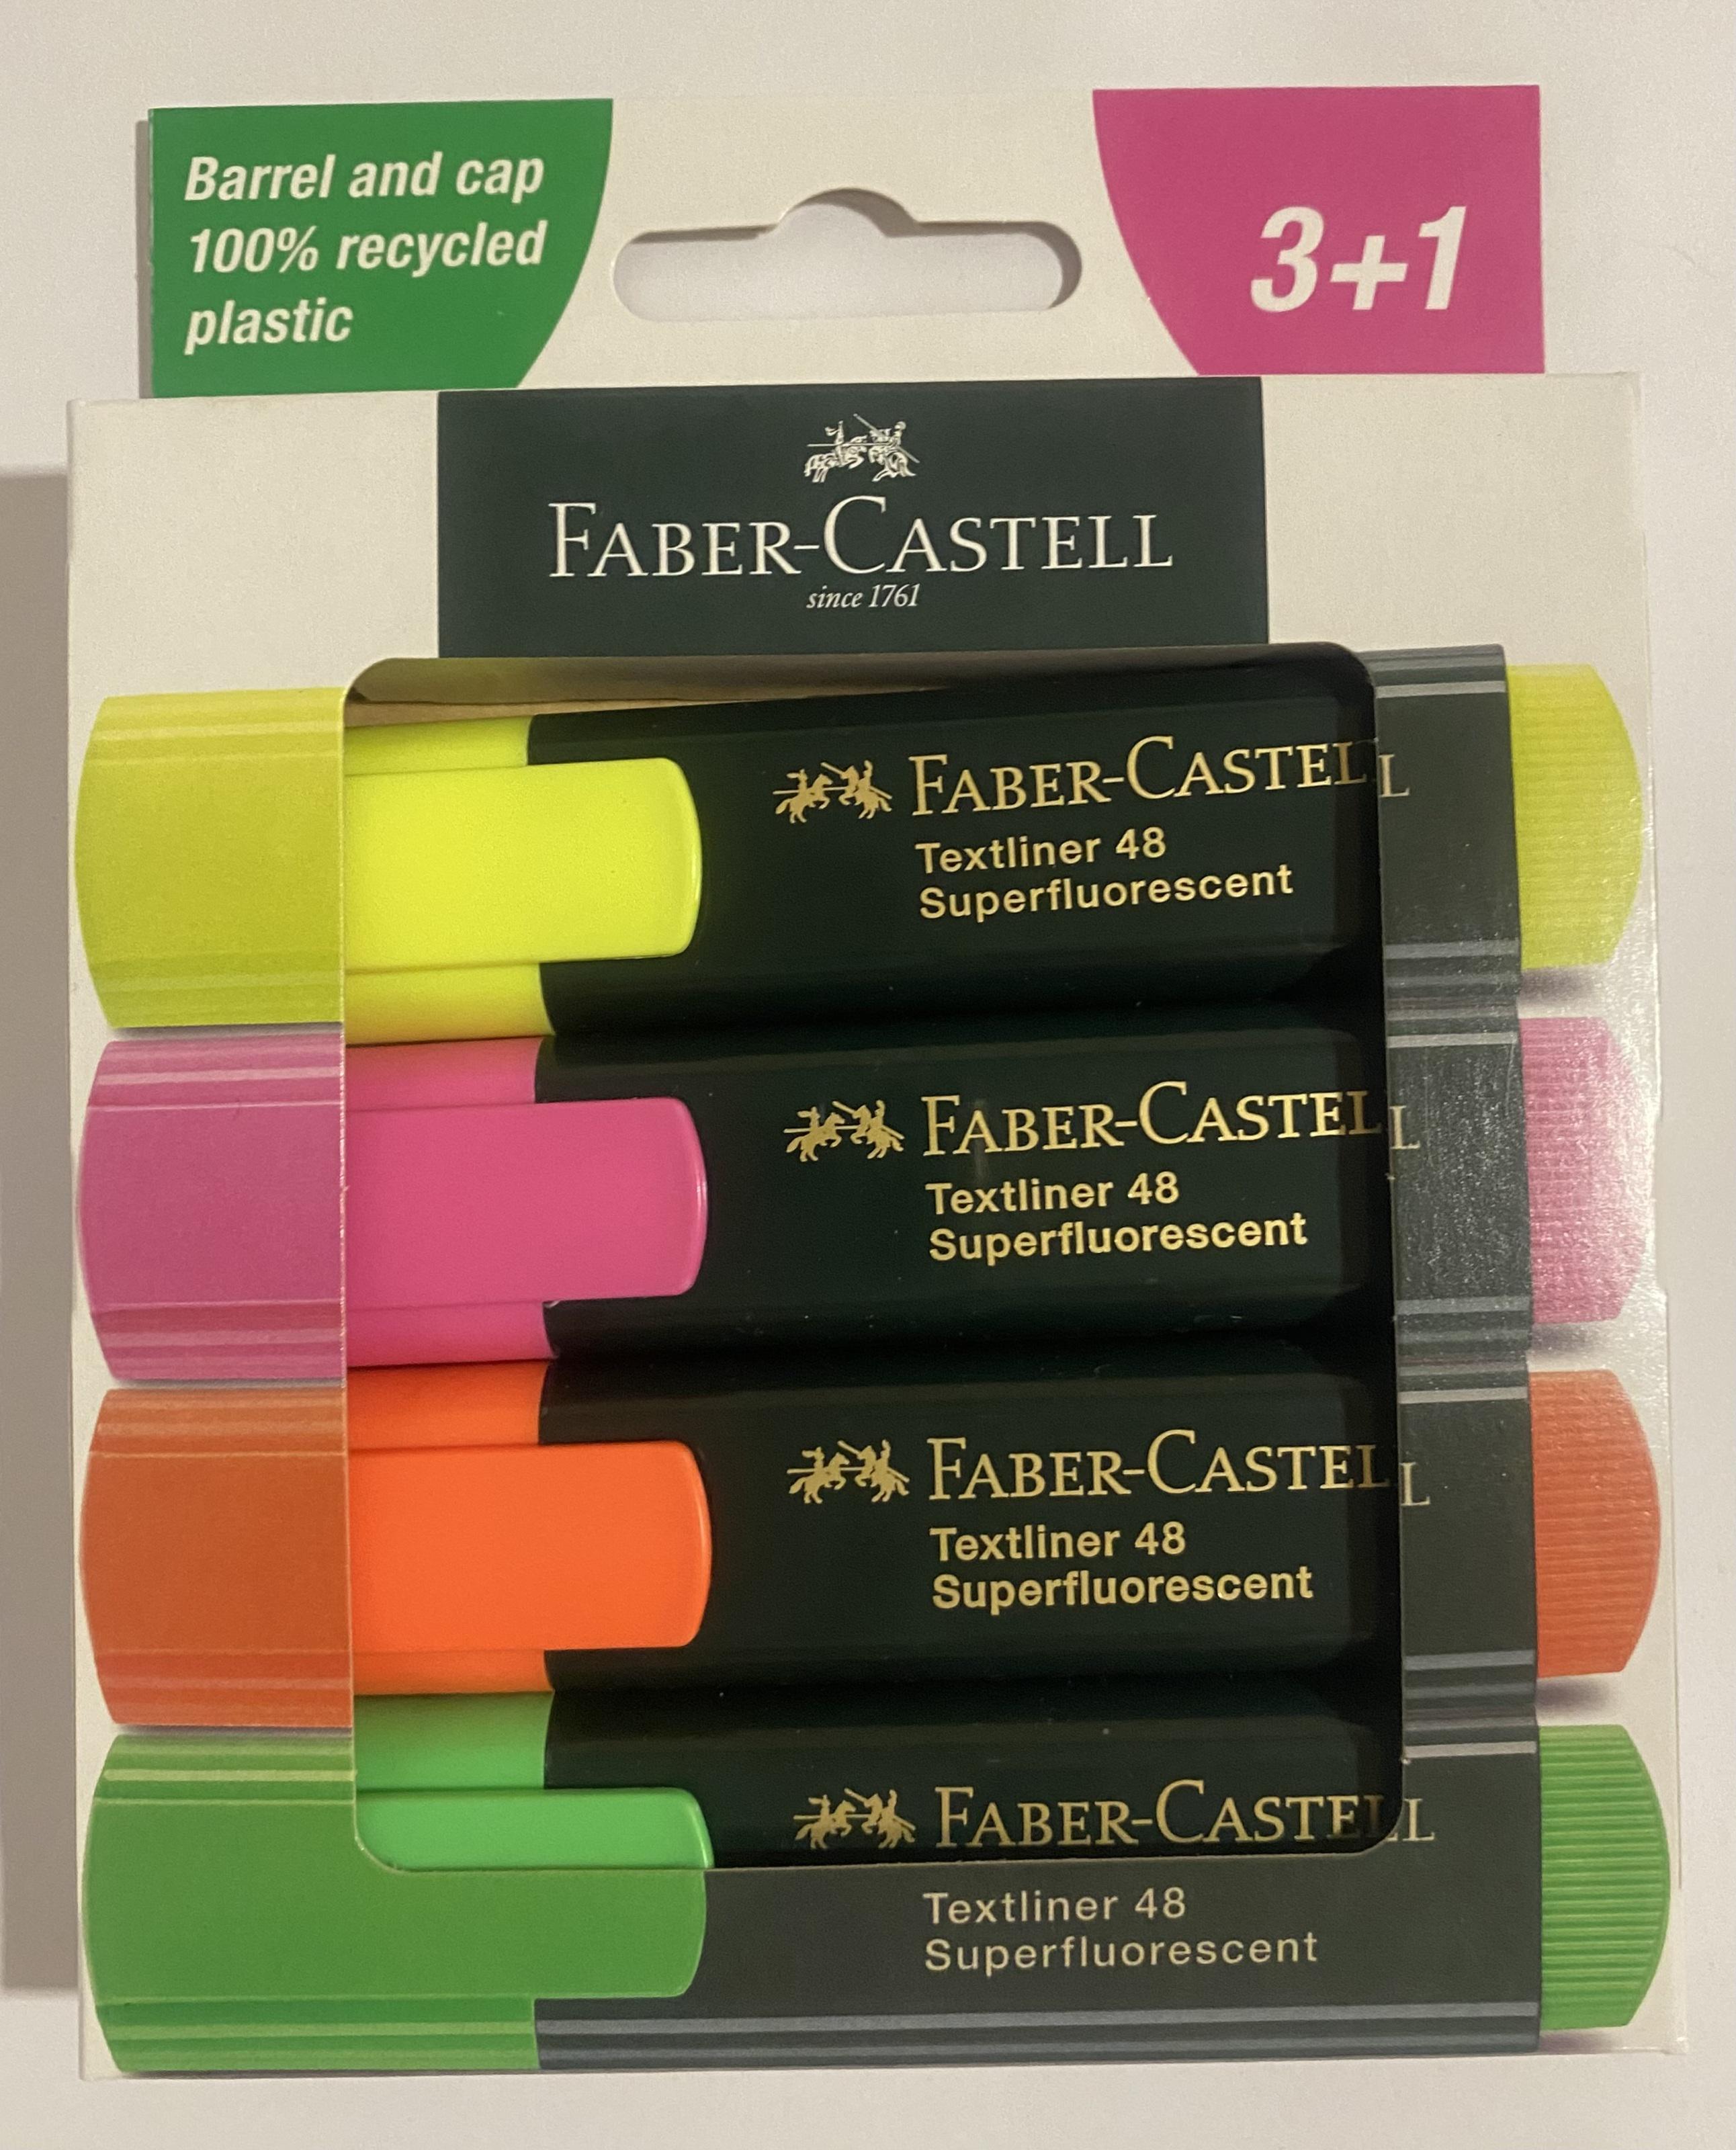 Barrel and cap
100% recycled
plastic
3+1
FABER-CASTELL
since 1761
FABER-CASTELL
Textliner 48
Superfluorescent
FABER-CASTELL
Textliner 48
Superfluorescent
FABER-CASTELL
Textliner 48
Superfluorescent
FABER-CASTELL
Textliner 48
Superfluorescent